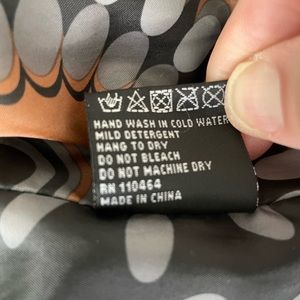 HAND WASH IN COLD WATER
MILD DETERGENT
HANG TO DRY
DO NOT BLEACH
DO NOT MACHINE DRY
RN 110464
MADE IN CHINA